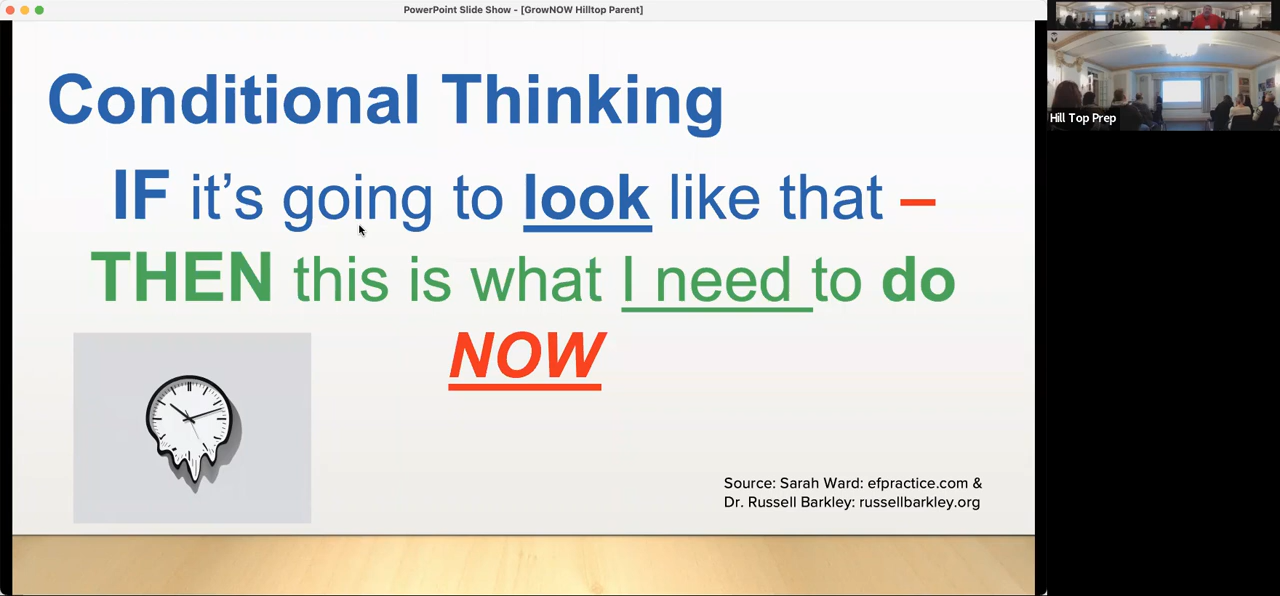 PowerPoint Slide Show - [GrowNOW Hilltop Parent]
Conditional Thinking
IF it’s going to look like that –
THEN this is what I need to do
NOW
Source: Sarah Ward: efpractice.com &
Dr. Russell Barkley: russellbarkley.org
Hill Top Prep